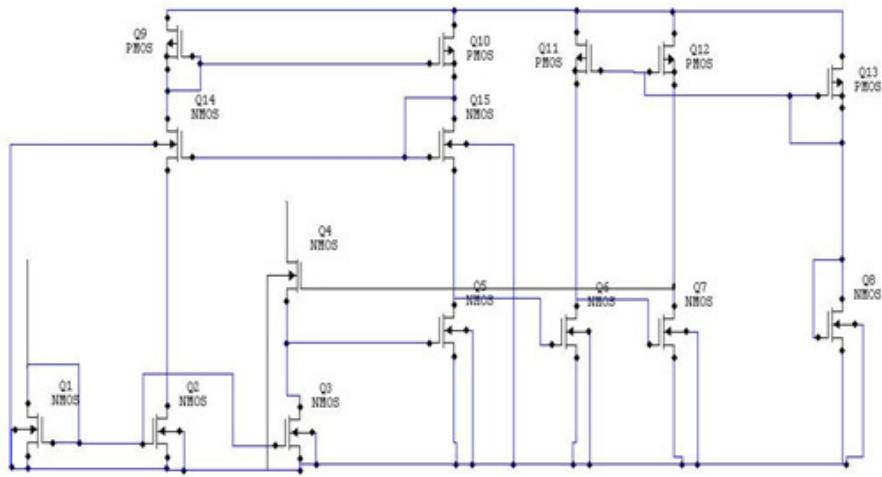 Q9
PMOS
Q10
PMOS
Q11
PMOS
Q12
PMOS
Q13
PMOS
Q14
NMOS
Q15
NMOS
Q4
NMOS
Q5
NMOS
Q6
NMOS
Q7
NMOS
Q8
NMOS
Q1
NMOS
Q2
NMOS
Q3
NMOS